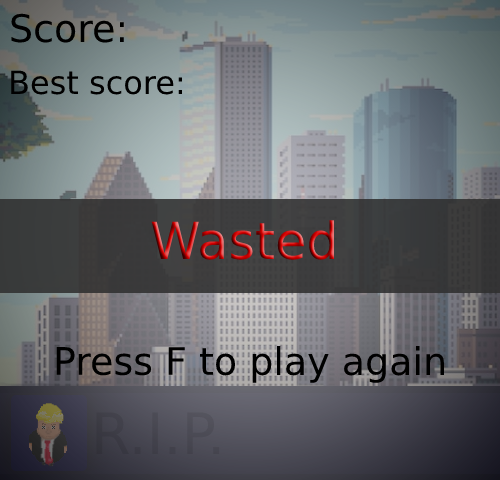 Score:
Best score:
Wasted
Press F to play again
R.I.P.